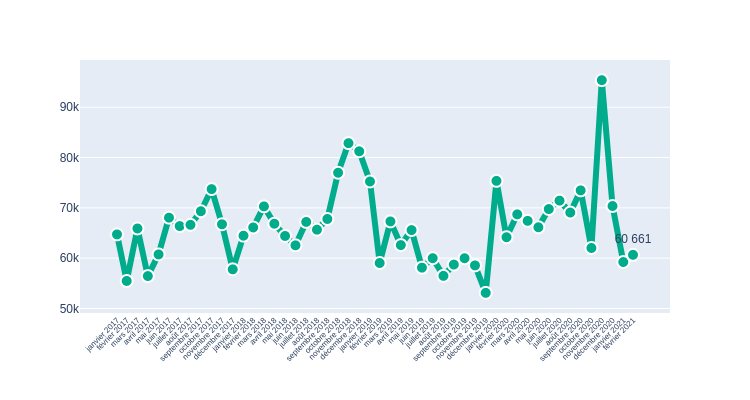 90k
80k
70k
60k
50k
60 661
janvier 2017
février 2017
mars 2017
avril 2017
mai 2017
juin 2017
juillet 2017
août 2017
septembre 2017
octobre 2017
novembre 2017
décembre 2017
janvier 2018
février 2018
mars 2018
avril 2018
mai 2018
juin 2018
juillet 2018
août 2018
septembre 2018
octobre 2018
novembre 2018
décembre 2018
janvier 2019
février 2019
mars 2019
avril 2019
mai 2019
juin 2019
juillet 2019
août 2019
septembre 2019
octobre 2019
novembre 2019
décembre 2019
janvier 2020
février 2020
mars 2020
avril 2020
mai 2020
juin 2020
juillet 2020
août 2020
septembre 2020
octobre 2020
novembre 2020
décembre 2020
janvier 2021
février 2021